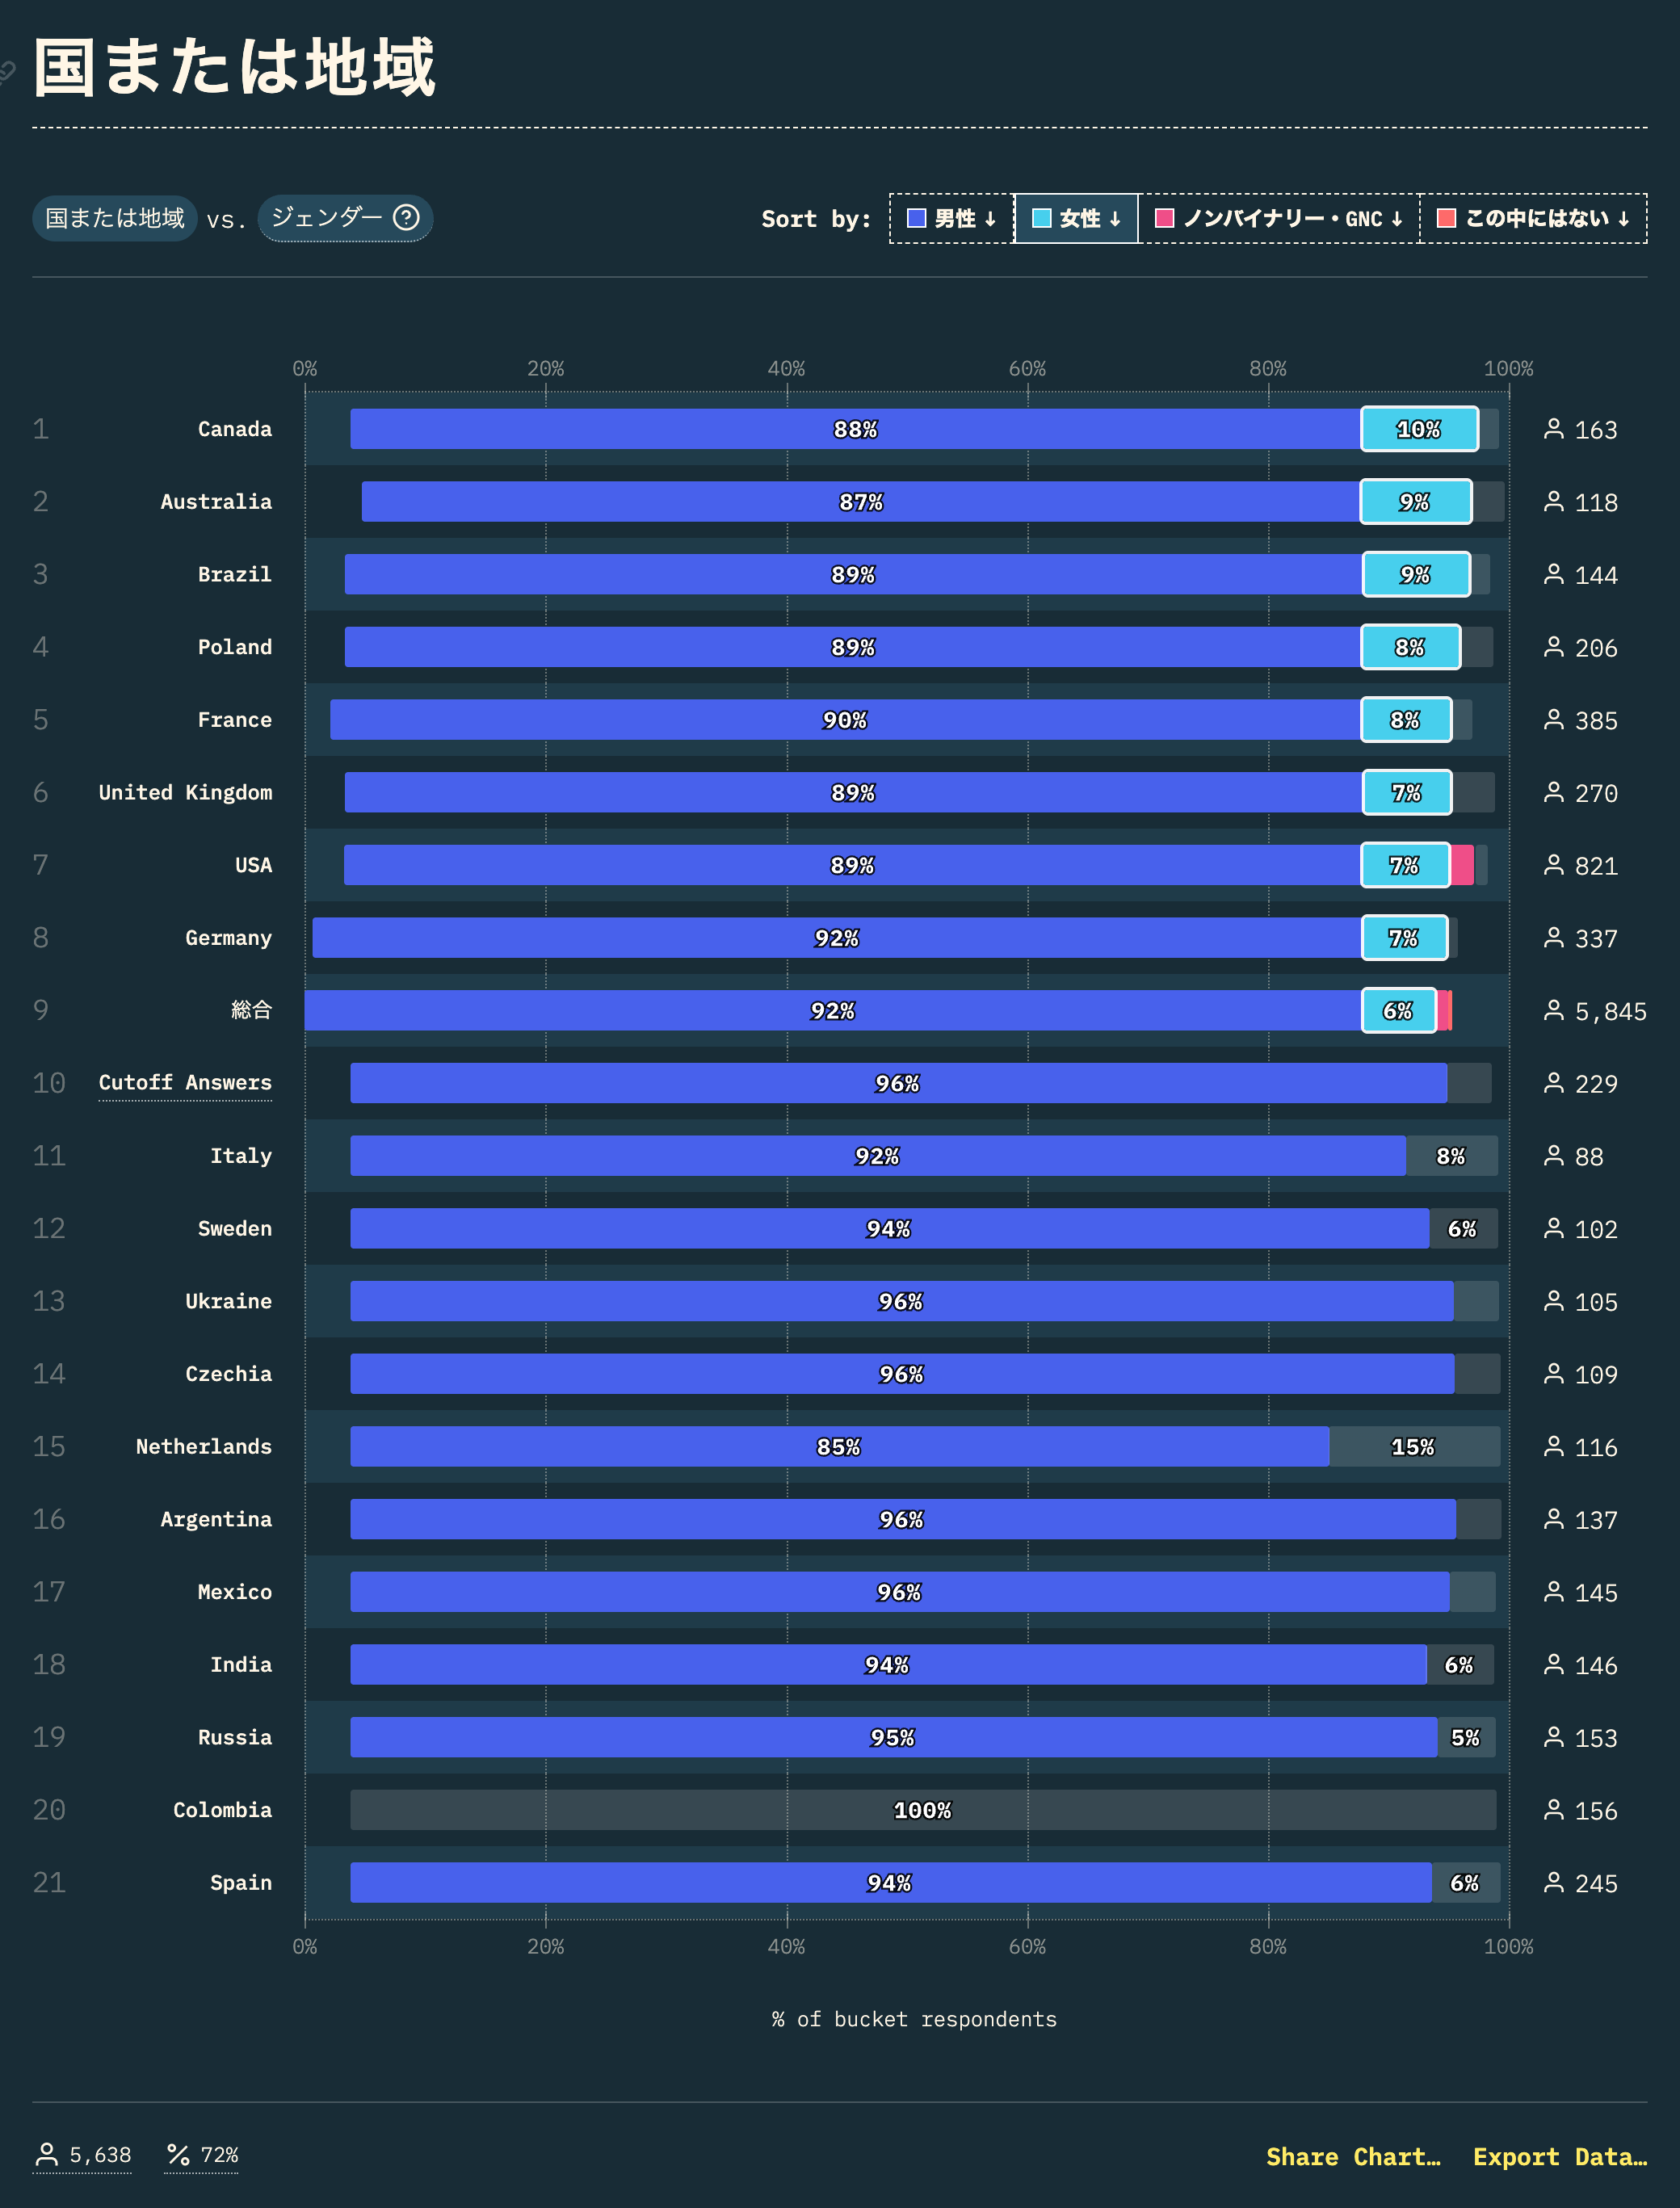 国または地域
国または地域 vs. ジェンダー ?
Sort by: 男性 ↓ 女性 ↓ ノンバイナリー・GNC ↓ この中にはない ↓
0% 20% 40% 60% 80% 100%
1 Canada 88% 10% 163
2 Australia 87% 9% 118
3 Brazil 89% 9% 144
4 Poland 89% 8% 206
5 France 90% 8% 385
6 United Kingdom 89% 7% 270
7 USA 89% 7% 821
8 Germany 92% 7% 337
9 総合 92% 6% 5,845
10 Cutoff Answers 96% 229
11 Italy 92% 8% 88
12 Sweden 94% 6% 102
13 Ukraine 96% 105
14 Czechia 96% 109
15 Netherlands 85% 15% 116
16 Argentina 96% 137
17 Mexico 96% 145
18 India 94% 6% 146
19 Russia 95% 5% 153
20 Colombia 100% 156
21 Spain 94% 6% 245
0% 20% 40% 60% 80% 100%
% of bucket respondents
5,638 % 72% Share Chart… Export Data…